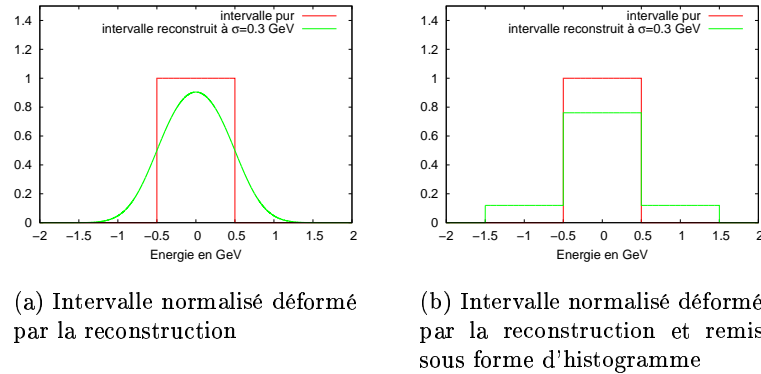 intervalle pur
intervalle reconstruit à σ=0.3 GeV
1.4
1.2
1
0.8
0.6
0.4
0.2
0
−2 −1.5 −1 −0.5 0 0.5 1 1.5 2
Energie en GeV
(a) Intervalle normalisé déformé
par la reconstruction
intervalle pur
intervalle reconstruit à σ=0.3 GeV
1.4
1.2
1
0.8
0.6
0.4
0.2
0
−2 −1.5 −1 −0.5 0 0.5 1 1.5 2
Energie en GeV
(b) Intervalle normalisé déformé
par la reconstruction et remis
sous forme d'histogramme